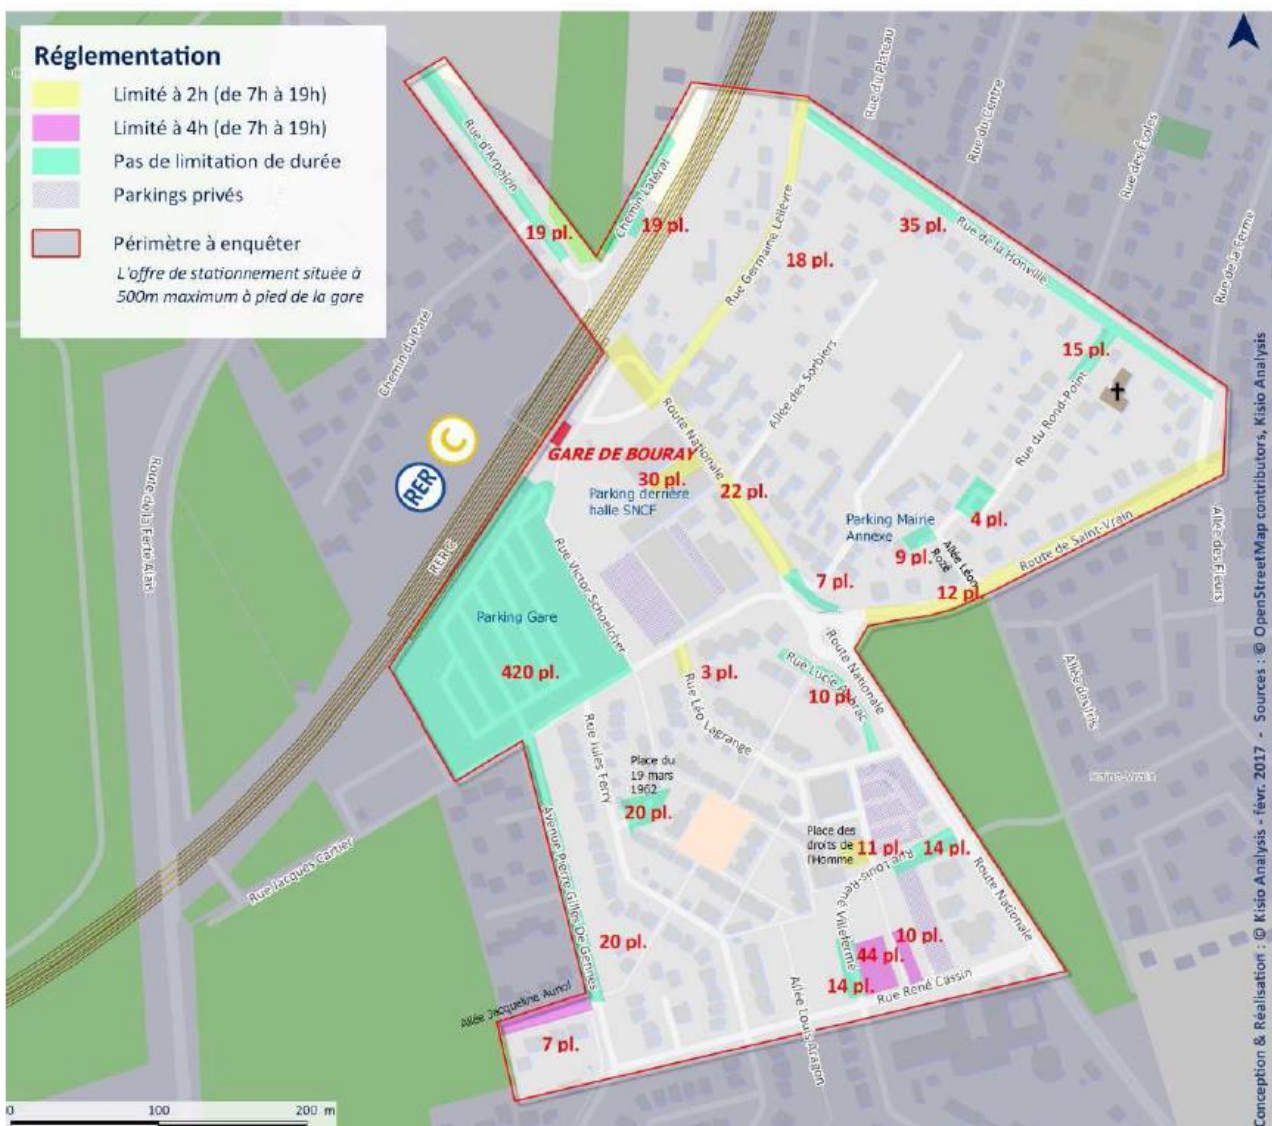 Réglementation
Limité à 2h (de 7h à 19h)
Limité à 4h (de 7h à 19h)
Pas de limitation de durée
Parkings privés
Périmètre à enquêter
L'offre de stationnement située à
500m maximum à pied de la gare
Rue d'Arpajon
Chemin Latéral
19 pl.
19 pl.
Rue du Plateau
Rue du Centre
Rue des Écoles
Rue de la Ferme
35 pl.
Rue de la Honville
18 pl.
Rue Germaine Lelièvre
Chemin du Paté
15 pl.
Allée des Sorbiers
Rue du Rond-Point
Route Nationale
C
RER
GARE DE BOURAY
30 pl.
Parking derrière
halle SNCF
22 pl.
Parking Mairie
Annexe
4 pl.
9 pl.
Allée Léon
Rozé
Route de Saint-Vrain
12 pl.
7 pl.
Allée des Fleurs
Route de la Ferté Alais
RER C
Rue Victor Schoelcher
Parking Gare
420 pl.
3 pl.
Rue Lucie Aubrac
10 pl.
Route Nationale
Allée des Iris
Rue Léo Lagrange
Rue Jules Ferry
Place du
19 mars
1962
20 pl.
Saint-Vrain
Place des
droits de
l'Homme
11 pl.
14 pl.
Rue Louis-René Villermé
Route Nationale
Rue Jacques Cartier
Avenue Pierre Gilles De Gennes
20 pl.
10 pl.
44 pl.
14 pl.
Rue René Cassin
Allée Louis Aragon
7 pl.
0 100 200 m
Conception & Réalisation : © Kisio Analysis - févr. 2017 - Sources : © OpenStreetMap contributors, Kisio Analysis